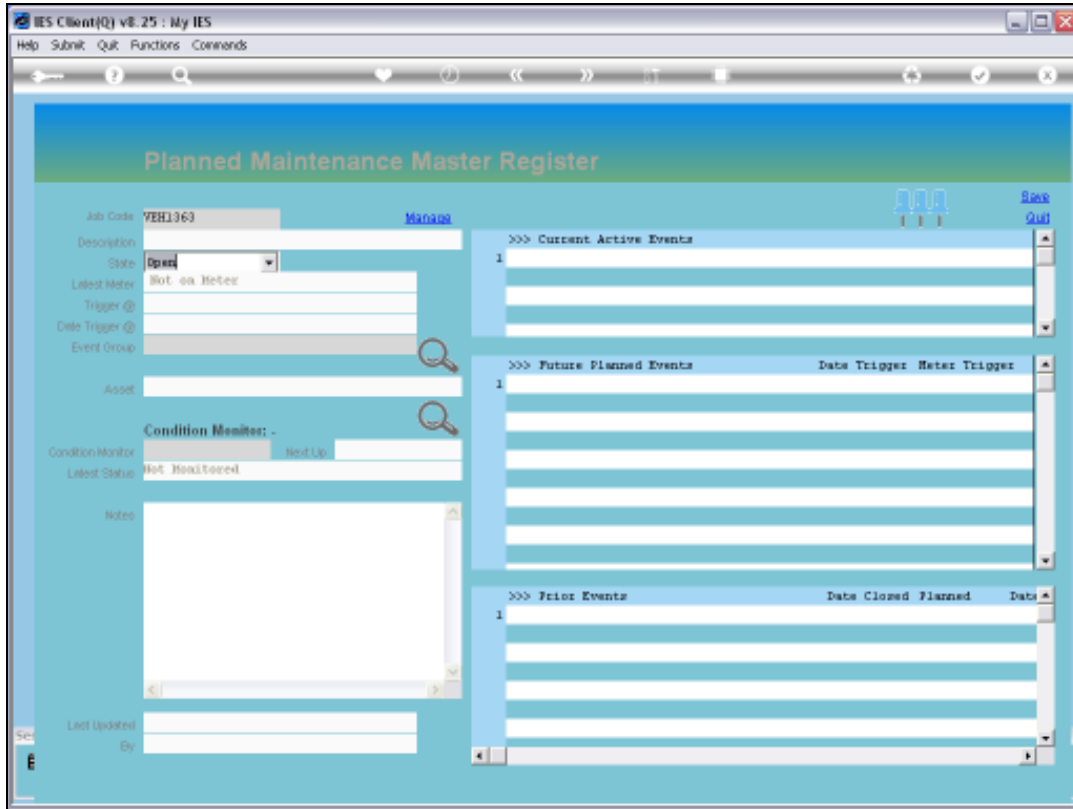 IES Client(Q) v8.25 : My IES
Help Submit Quit Functions Commands
Planned Maintenance Master Register
Save
Job Code VEH1363 Manage Quit
Description
State Open
Latest Meter Not on Meter
Trigger @
Date Trigger @
Event Group
Asset
Condition Monitor: -
Condition Monitor Next Up
Latest Status Not Monitored
Notes
Last Updated
By
>>> Current Active Events
1
>>> Future Planned Events Date Trigger Meter Trigger
1
>>> Prior Events Date Closed Planned Date
1